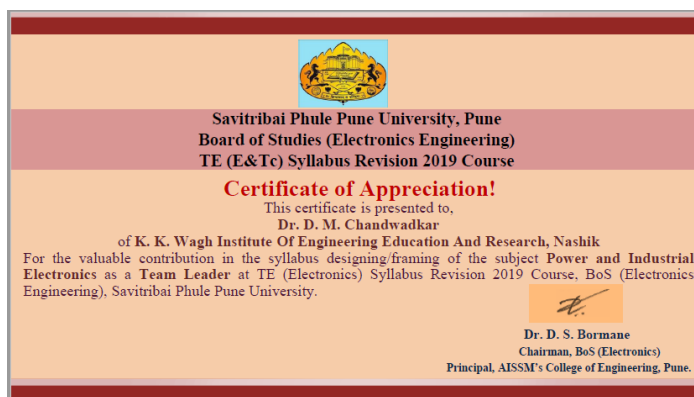 Savitribai Phule Pune University, Pune
Board of Studies (Electronics Engineering)
TE (E&Tc) Syllabus Revision 2019 Course
Certificate of Appreciation!
This certificate is presented to,
Dr. D. M. Chandwadkar
of K. K. Wagh Institute Of Engineering Education And Research, Nashik
For the valuable contribution in the syllabus designing/framing of the subject Power and Industrial
Electronics as a Team Leader at TE (Electronics) Syllabus Revision 2019 Course, BoS (Electronics
Engineering), Savitribai Phule Pune University.
Dr. D. S. Bormane
Chairman, BoS (Electronics)
Principal, AISSM's College of Engineering, Pune.